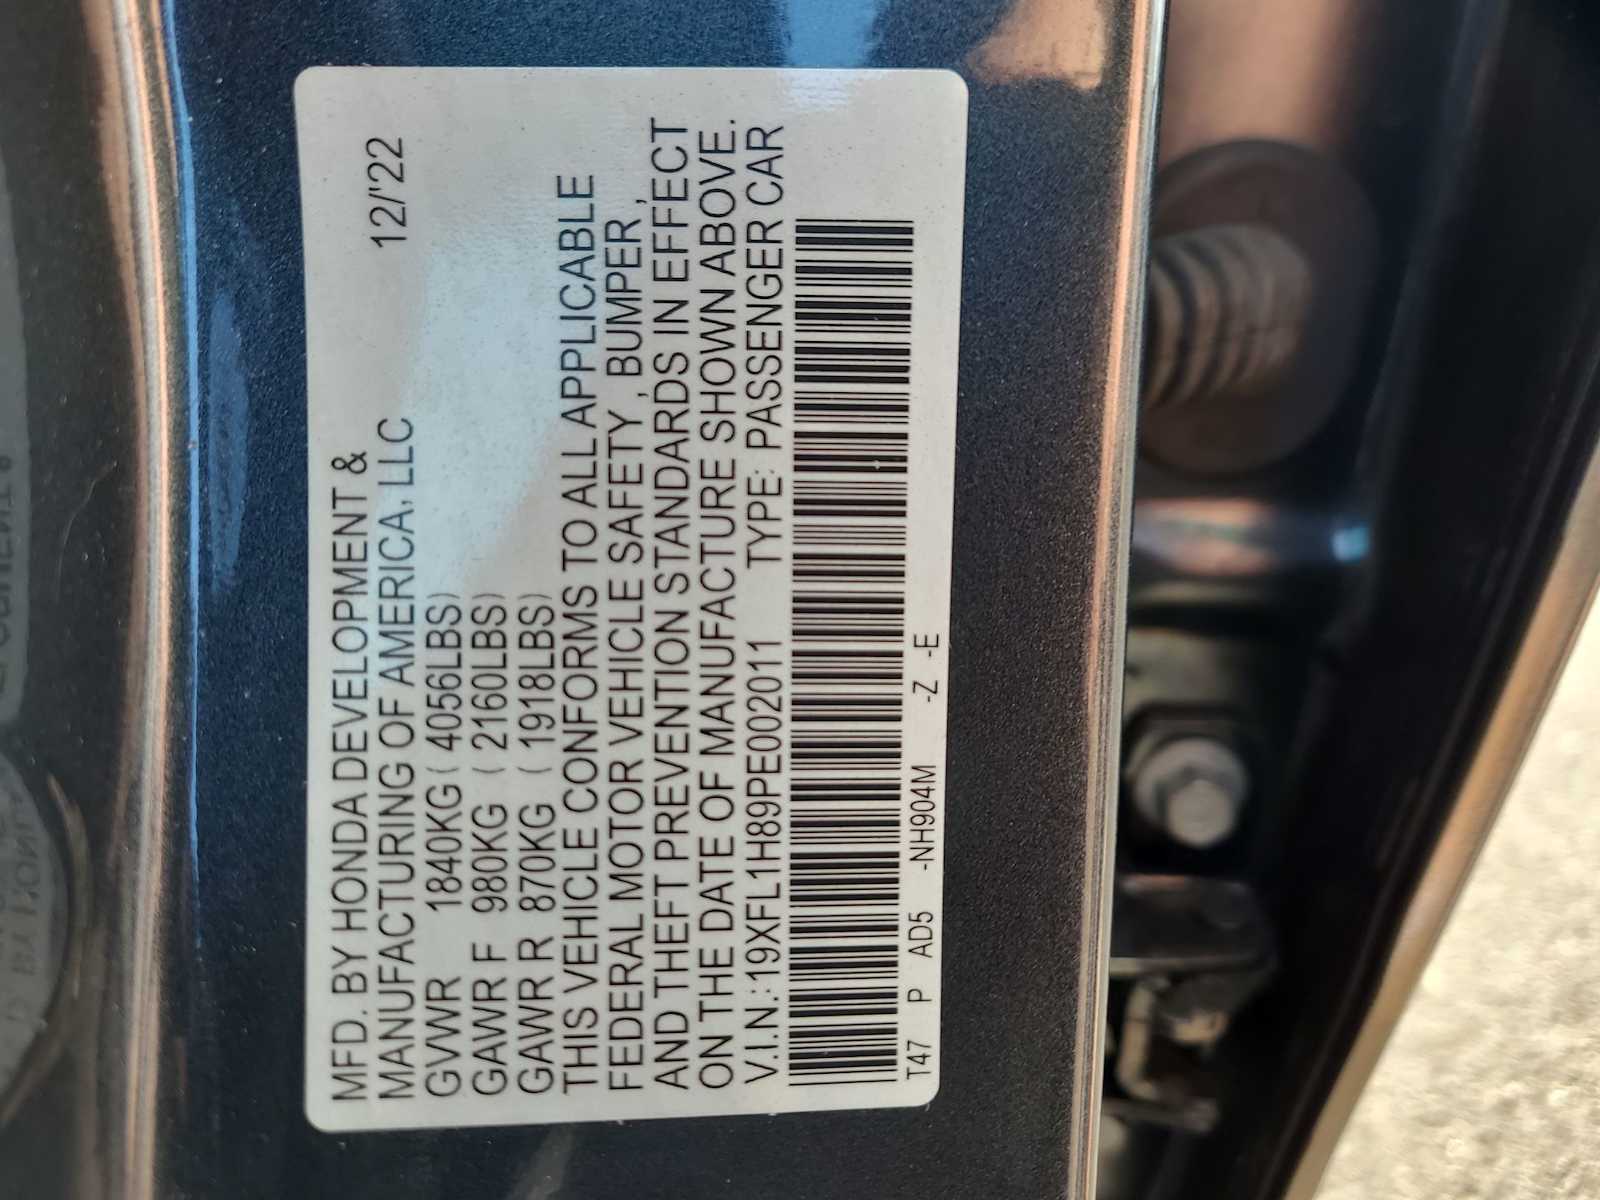 MFD. BY HONDA DEVELOPMENT &
MANUFACTURING OF AMERICA, LLC 12/'22
GVWR 1840KG ( 4056LBS)
GAWR F 980KG ( 2160LBS)
GAWR R 870KG ( 1918LBS)
THIS VEHICLE CONFORMS TO ALL APPLICABLE
FEDERAL MOTOR VEHICLE SAFETY , BUMPER ,
AND THEFT PREVENTION STANDARDS IN EFFECT
ON THE DATE OF MANUFACTURE SHOWN ABOVE.
V.I.N.: 19XFL1H89PE002011 TYPE: PASSENGER CAR
T47 P AD5 -NH904M -Z -E